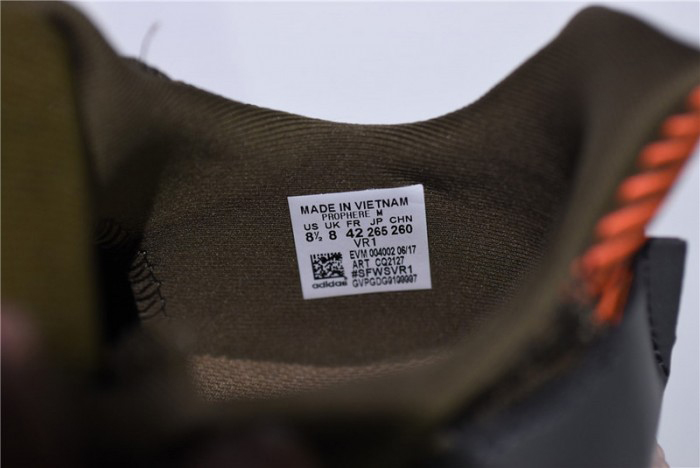 MADE IN VIETNAM
PROPHERE M
US UK FR JP CHN
8½ 8 42 265 260
VR1
EVM 004002 06/17
ART CQ2127
#SFWSVR1
adidas GVPGDG9199997